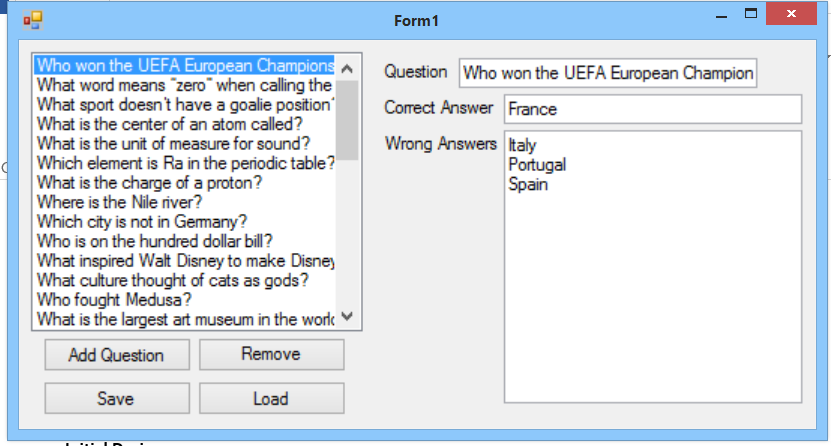 Form1
Who won the UEFA European Champions
What word means "zero" when calling the
What sport doesn't have a goalie position?
What is the center of an atom called?
What is the unit of measure for sound?
Which element is Ra in the periodic table?
What is the charge of a proton?
Where is the Nile river?
Which city is not in Germany?
Who is on the hundred dollar bill?
What inspired Walt Disney to make Disney
What culture thought of cats as gods?
Who fought Medusa?
What is the largest art museum in the world
Add Question
Remove
Save
Load
Question
Who won the UEFA European Champion
Correct Answer
France
Wrong Answers
Italy
Portugal
Spain